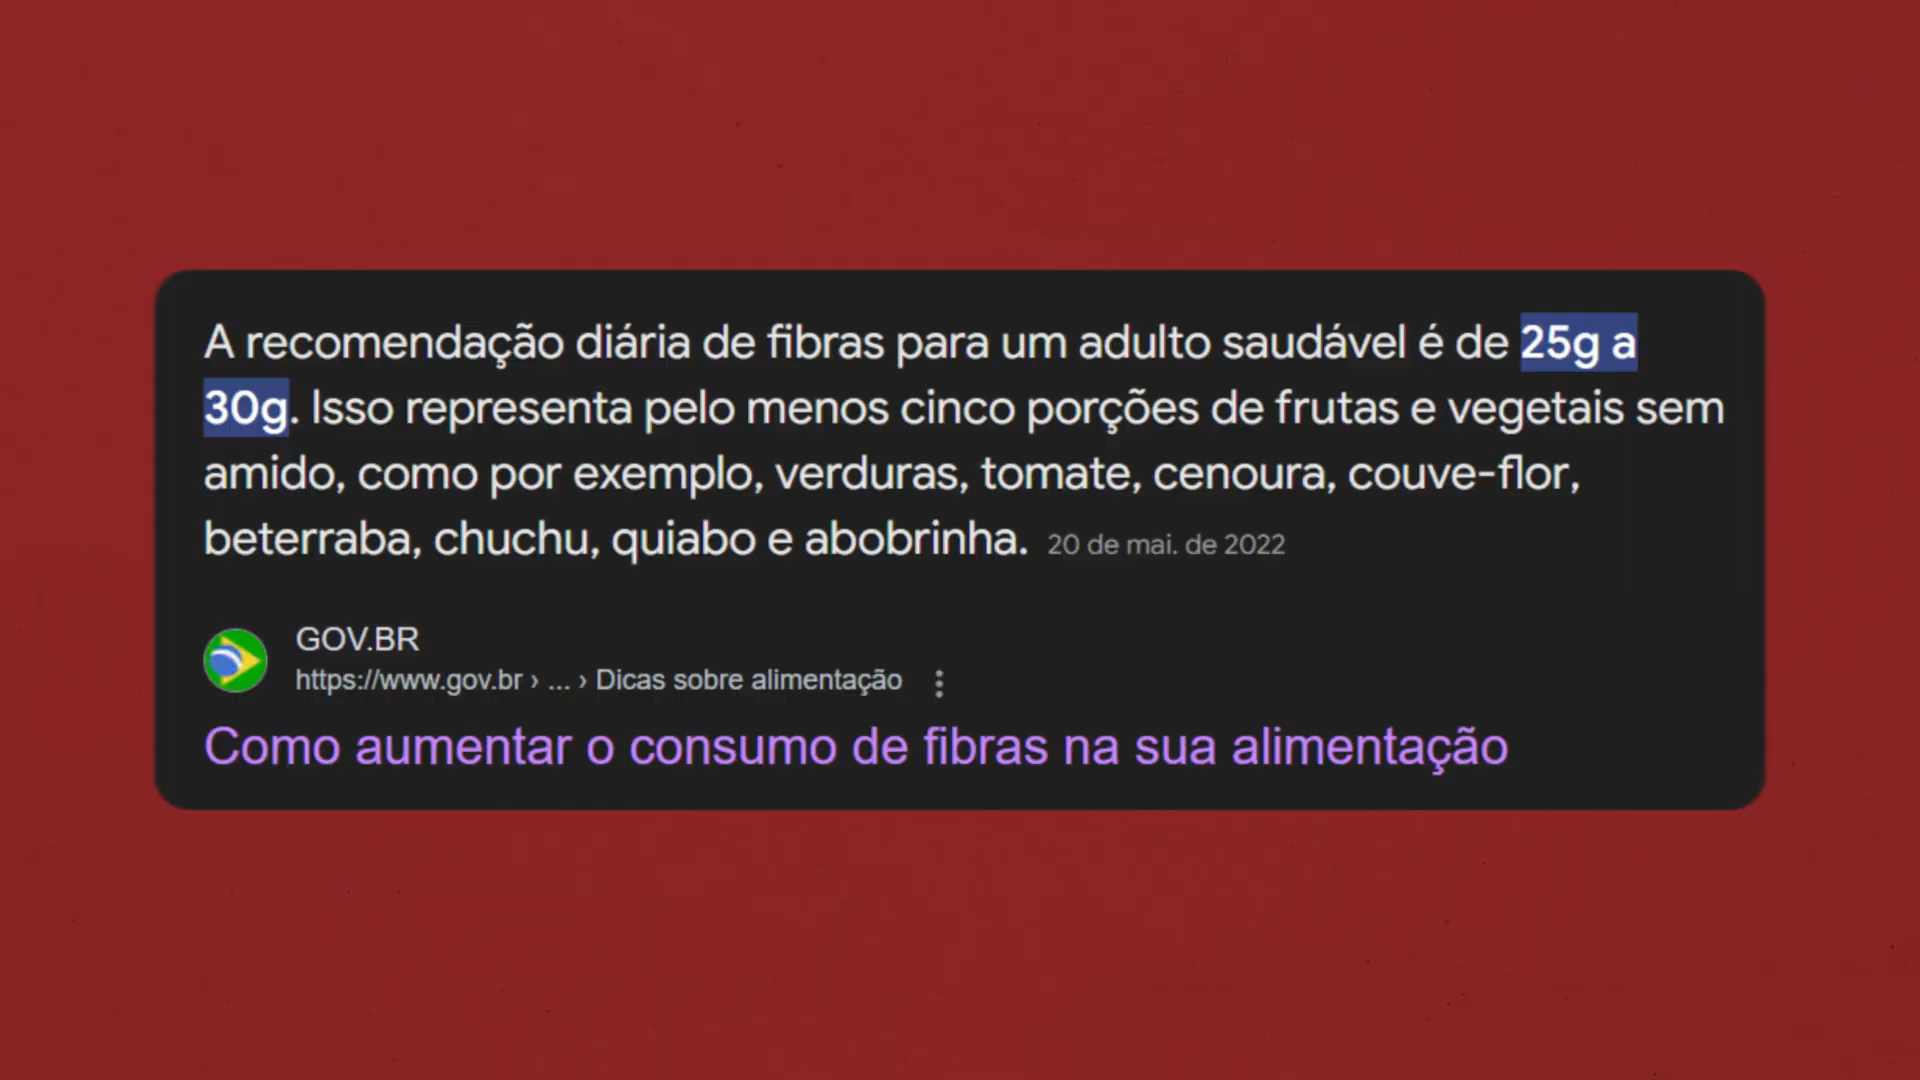 A recomendação diária de fibras para um adulto saudável é de 25g a
30g. Isso representa pelo menos cinco porções de frutas e vegetais sem
amido, como por exemplo, verduras, tomate, cenoura, couve-flor,
beterraba, chuchu, quiabo e abobrinha. 20 de mai. de 2022
GOV.BR
https://www.gov.br › ... › Dicas sobre alimentação
Como aumentar o consumo de fibras na sua alimentação